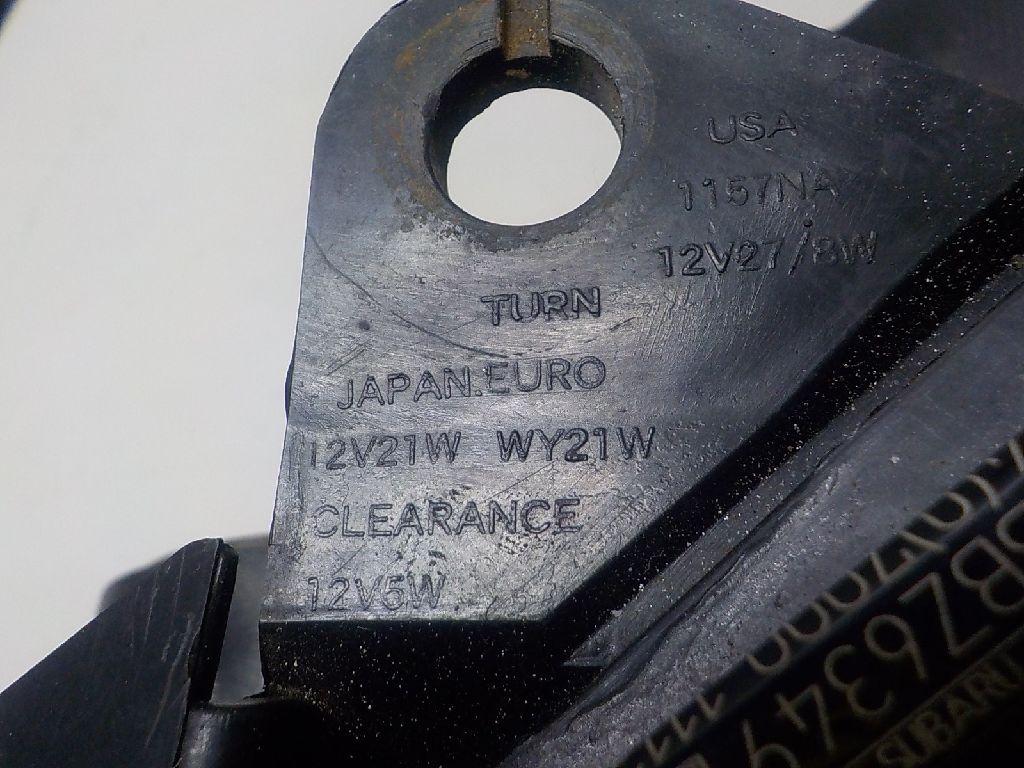 USA
1157NA
12V27/8W
TURN
JAPAN.EURO
12V21W WY21W
CLEARANCE
12V5W
SUBARU